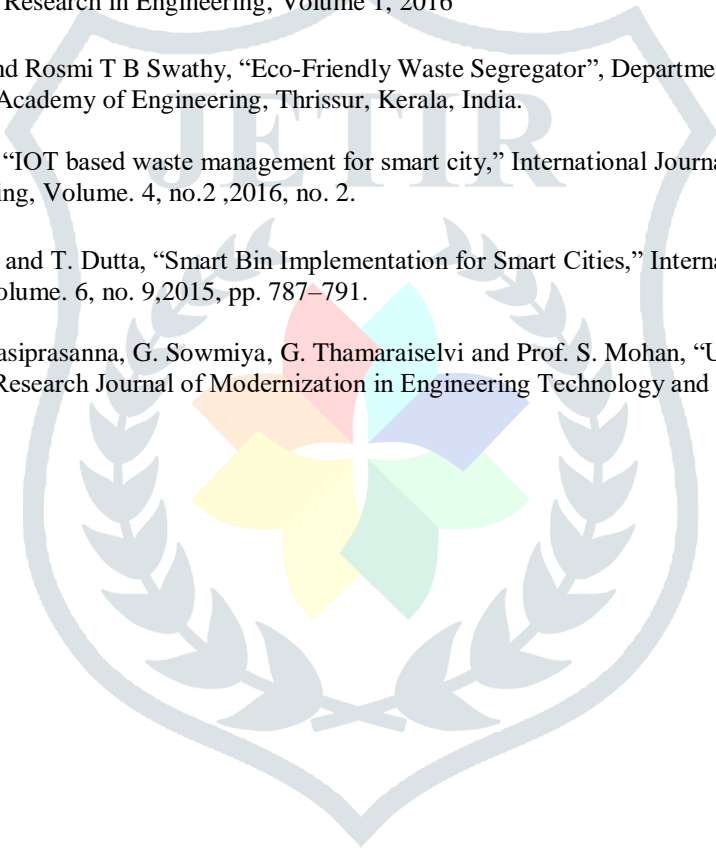 Research in Engineering, Volume 1, 2016
nd Rosmi T B Swathy, “Eco-Friendly Waste Segregator”, Departme
Academy of Engineering, Thrissur, Kerala, India.
JETIR
“IOT based waste management for smart city,” International Journa
ing, Volume. 4, no.2 ,2016, no. 2.
and T. Dutta, “Smart Bin Implementation for Smart Cities,” Interna
olume. 6, no. 9,2015, pp. 787–791.
asiprasanna, G. Sowmiya, G. Thamaraiselvi and Prof. S. Mohan, “U
Research Journal of Modernization in Engineering Technology and